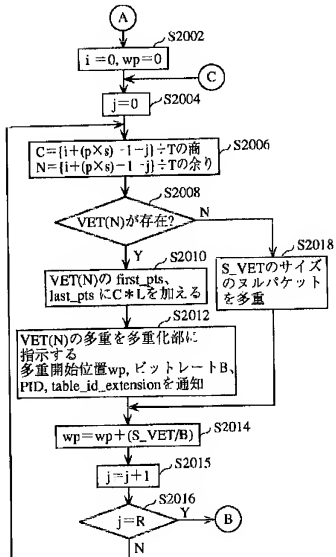 A
S2002
i=0, wp=0
C
S2004
j=0
S2006
C={i+(p×s)-1-j}÷Tの商
N={i+(p×s)-1-j}÷Tの余り
S2008
VET(N)が存在?
N
Y
S2010
VET(N)の first_pts,
last_pts にC*Lを加える
S2018
S_VETのサイズ
のヌルパケット
を多重
S2012
VET(N)の多重を多重化部に
指示する
多重開始位置wp, ビットレートB、
PID, table_id_extensionを通知
S2014
wp=wp+(S_VET/B)
S2015
j=j+1
S2016
j=R
Y
B
N